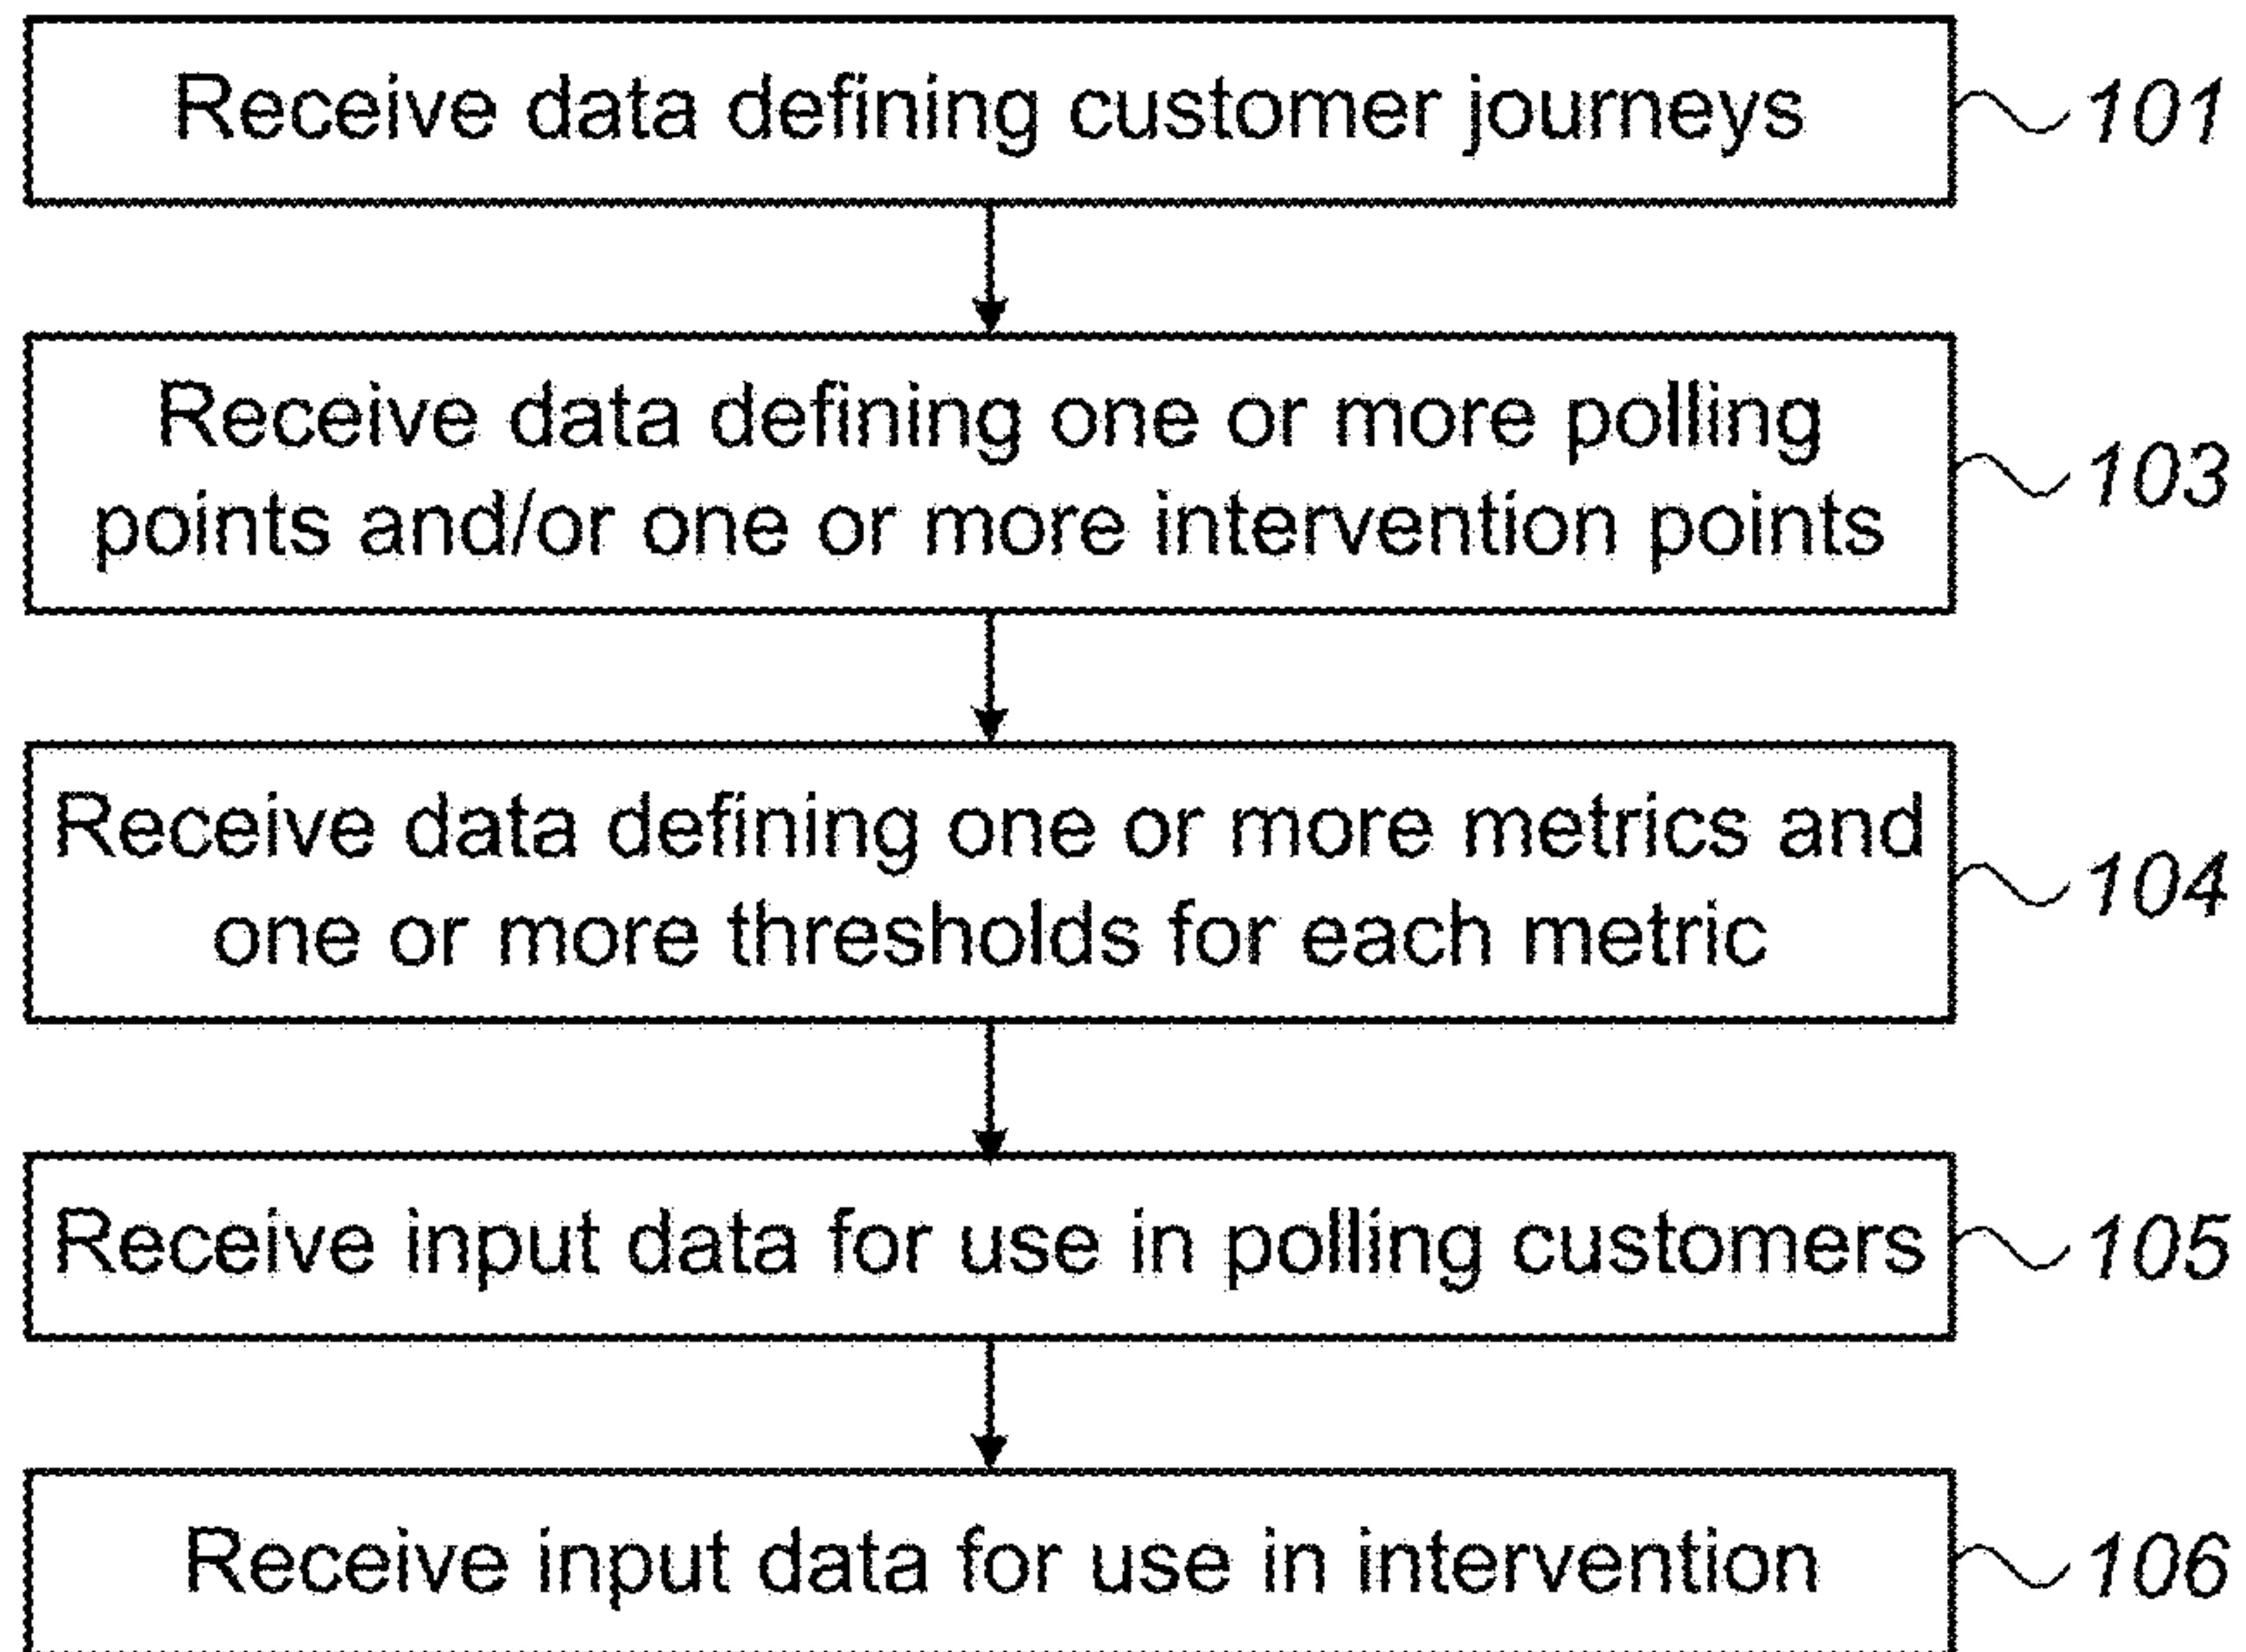 Receive data defining customer journeys
101
Receive data defining one or more polling
points and/or one or more intervention points
103
Receive data defining one or more metrics and
one or more thresholds for each metric
104
Receive input data for use in polling customers
105
Receive input data for use in intervention
106